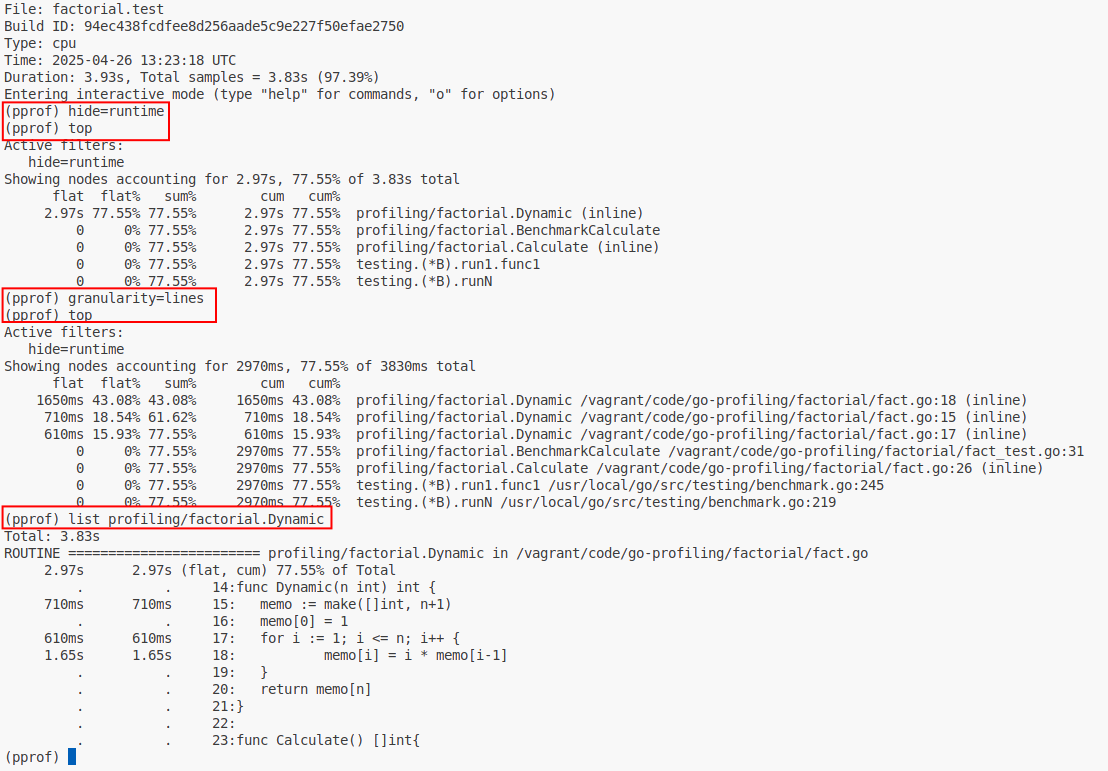 File: factorial.test
Build ID: 94ec438fcdfee8d256aade5c9e227f50efae2750
Type: cpu
Time: 2025-04-26 13:23:18 UTC
Duration: 3.93s, Total samples = 3.83s (97.39%)
Entering interactive mode (type "help" for commands, "o" for options)
(pprof) hide=runtime
(pprof) top
Active filters:
   hide=runtime
Showing nodes accounting for 2.97s, 77.55% of 3.83s total
      flat  flat%   sum%        cum   cum%
     2.97s 77.55% 77.55%      2.97s 77.55%  profiling/factorial.Dynamic (inline)
         0     0% 77.55%      2.97s 77.55%  profiling/factorial.BenchmarkCalculate
         0     0% 77.55%      2.97s 77.55%  profiling/factorial.Calculate (inline)
         0     0% 77.55%      2.97s 77.55%  testing.(*B).run1.func1
         0     0% 77.55%      2.97s 77.55%  testing.(*B).runN
(pprof) granularity=lines
(pprof) top
Active filters:
   hide=runtime
Showing nodes accounting for 2970ms, 77.55% of 3830ms total
      flat  flat%   sum%        cum   cum%
    1650ms 43.08% 43.08%     1650ms 43.08%  profiling/factorial.Dynamic /vagrant/code/go-profiling/factorial/fact.go:18 (inline)
     710ms 18.54% 61.62%      710ms 18.54%  profiling/factorial.Dynamic /vagrant/code/go-profiling/factorial/fact.go:15 (inline)
     610ms 15.93% 77.55%      610ms 15.93%  profiling/factorial.Dynamic /vagrant/code/go-profiling/factorial/fact.go:17 (inline)
         0     0% 77.55%     2970ms 77.55%  profiling/factorial.BenchmarkCalculate /vagrant/code/go-profiling/factorial/fact_test.go:31
         0     0% 77.55%     2970ms 77.55%  profiling/factorial.Calculate /vagrant/code/go-profiling/factorial/fact.go:26 (inline)
         0     0% 77.55%     2970ms 77.55%  testing.(*B).run1.func1 /usr/local/go/src/testing/benchmark.go:245
         0     0% 77.55%     2970ms 77.55%  testing.(*B).runN /usr/local/go/src/testing/benchmark.go:219
(pprof) list profiling/factorial.Dynamic
Total: 3.83s
ROUTINE ======================== profiling/factorial.Dynamic in /vagrant/code/go-profiling/factorial/fact.go
     2.97s      2.97s (flat, cum) 77.55% of Total
         .          .     14:func Dynamic(n int) int {
     710ms      710ms     15:   memo := make([]int, n+1)
         .          .     16:   memo[0] = 1
     610ms      610ms     17:   for i := 1; i <= n; i++ {
     1.65s      1.65s     18:           memo[i] = i * memo[i-1]
         .          .     19:   }
         .          .     20:   return memo[n]
         .          .     21:}
         .          .     22:
         .          .     23:func Calculate() []int{
(pprof)